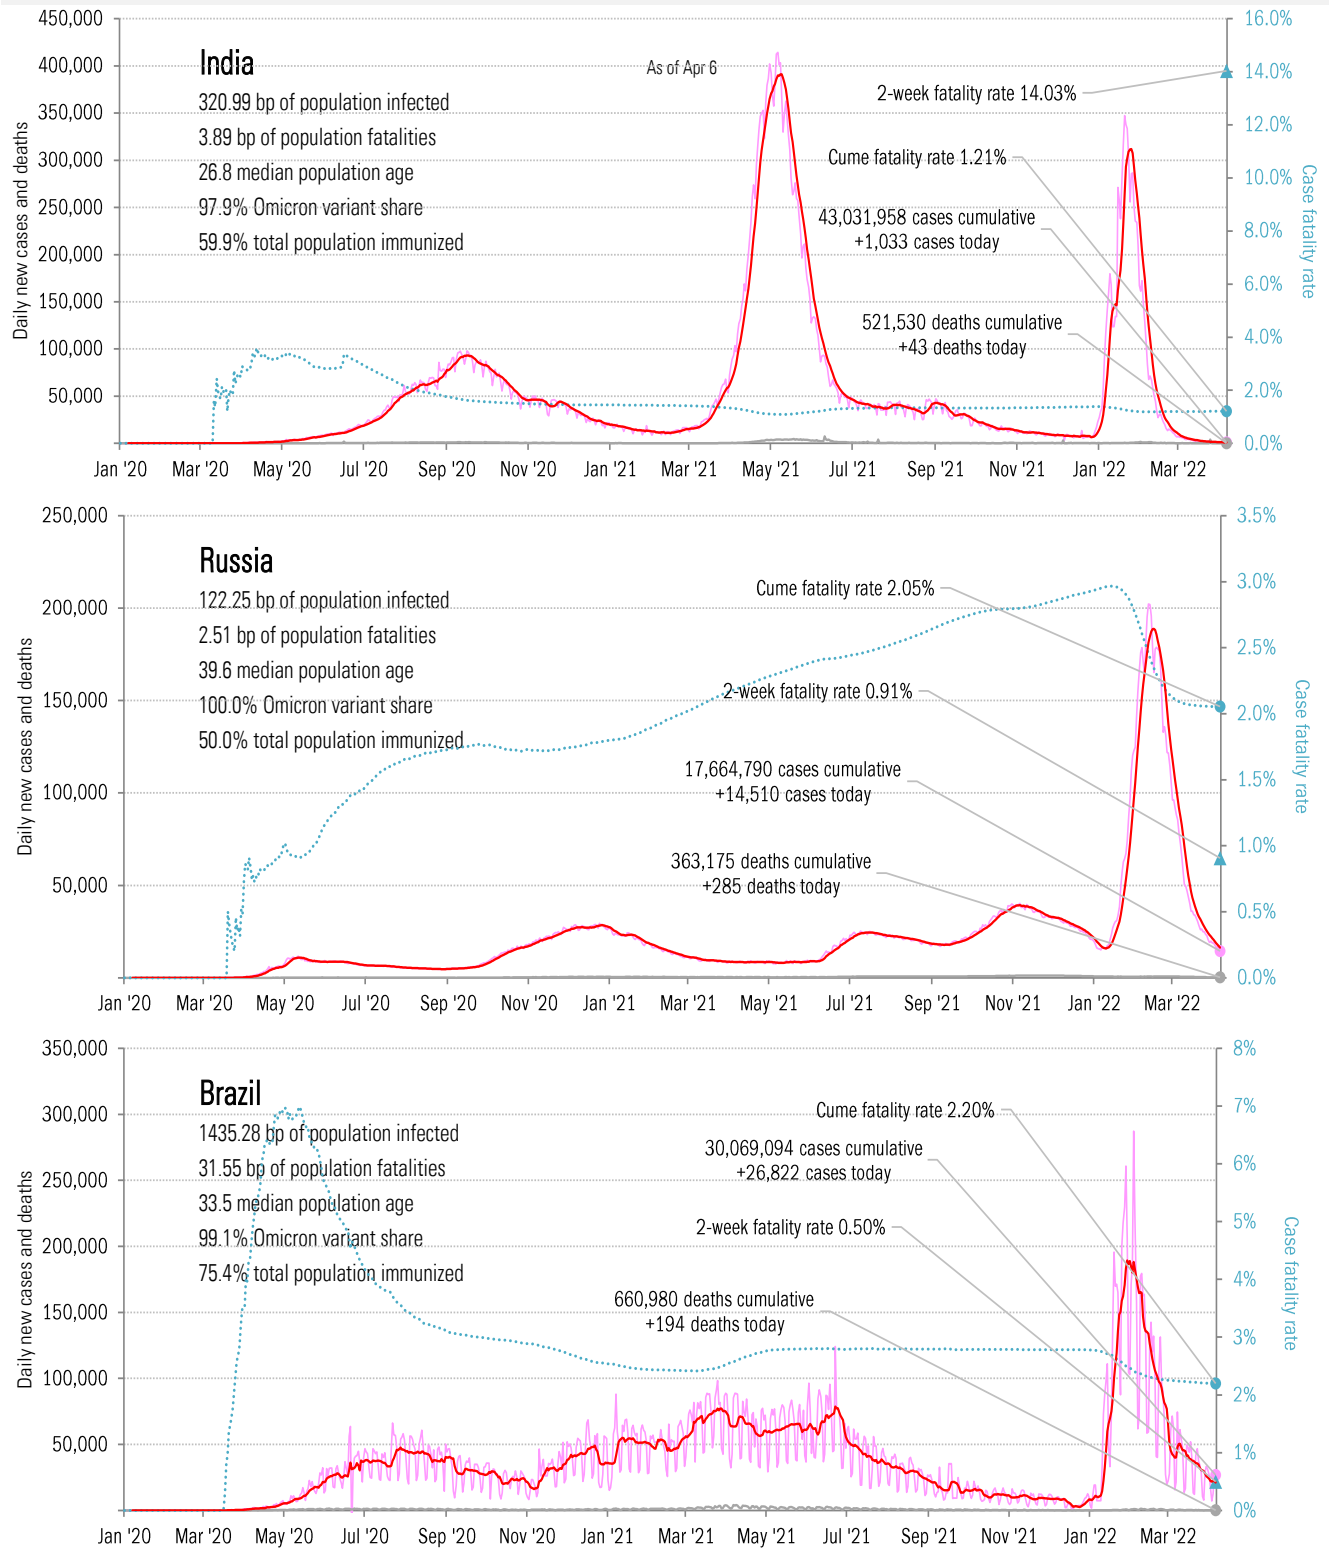 450,000
400,000
350,000
300,000
250,000
200,000
150,000
100,000
50,000
Daily new cases and deaths
India
320.99 bp of population infected
3.89 bp of population fatalities
26.8 median population age
97.9% Omicron variant share
59.9% total population immunized
As of Apr 6
2-week fatality rate 14.03%
Cume fatality rate 1.21%
43,031,958 cases cumulative
+1,033 cases today
521,530 deaths cumulative
+43 deaths today
16.0%
14.0%
12.0%
10.0%
8.0%
6.0%
4.0%
2.0%
0.0%
Case fatality rate
Jan '20 Mar '20 May '20 Jul '20 Sep '20 Nov '20 Jan '21 Mar '21 May '21 Jul '21 Sep '21 Nov '21 Jan '22 Mar '22
250,000
200,000
150,000
100,000
50,000
Daily new cases and deaths
Russia
122.25 bp of population infected
2.51 bp of population fatalities
39.6 median population age
100.0% Omicron variant share
50.0% total population immunized
Cume fatality rate 2.05%
2-week fatality rate 0.91%
17,664,790 cases cumulative
+14,510 cases today
363,175 deaths cumulative
+285 deaths today
3.5%
3.0%
2.5%
2.0%
1.5%
1.0%
0.5%
0.0%
Case fatality rate
Jan '20 Mar '20 May '20 Jul '20 Sep '20 Nov '20 Jan '21 Mar '21 May '21 Jul '21 Sep '21 Nov '21 Jan '22 Mar '22
350,000
300,000
250,000
200,000
150,000
100,000
50,000
Daily new cases and deaths
Brazil
1435.28 bp of population infected
31.55 bp of population fatalities
33.5 median population age
99.1% Omicron variant share
75.4% total population immunized
Cume fatality rate 2.20%
30,069,094 cases cumulative
+26,822 cases today
2-week fatality rate 0.50%
660,980 deaths cumulative
+194 deaths today
8%
7%
6%
5%
4%
3%
2%
1%
0%
Case fatality rate
Jan '20 Mar '20 May '20 Jul '20 Sep '20 Nov '20 Jan '21 Mar '21 May '21 Jul '21 Sep '21 Nov '21 Jan '22 Mar '22